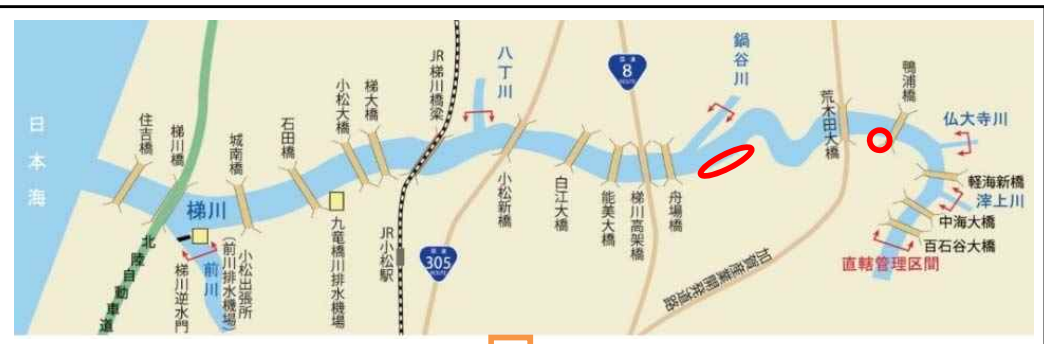 日本海
住吉橋
梯川橋
梯川
城南橋
石田橋
小松大橋
梯大橋
JR梯川橋梁
八丁川
小松新橋
白江大橋
能美大橋
国道
8
ROUTE
梯川高架橋
舟場橋
鍋谷川
荒木田大橋
鴨浦橋
仏大寺川
軽海新橋
滓上川
中海大橋
百石谷大橋
直轄管理区間
加賀産業開発道路
国道
305
ROUTE
JR小松駅
九竜橋川排水機場
小松出張所
(前川排水機場)
前川
梯川逆水門
北陸自動車道